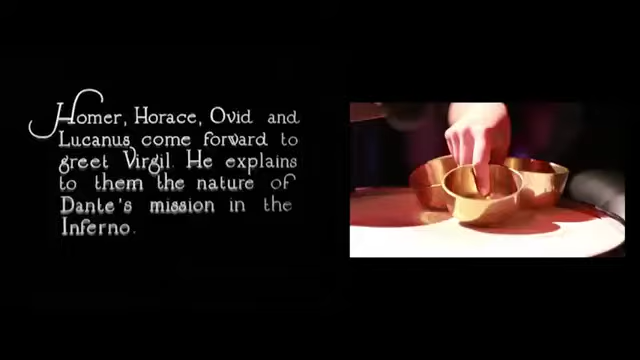 Homer, Horace, Ovid and
Lucanus come forward to
greet Virgil. He explains
to them the nature of
Dante's mission in the
Inferno.